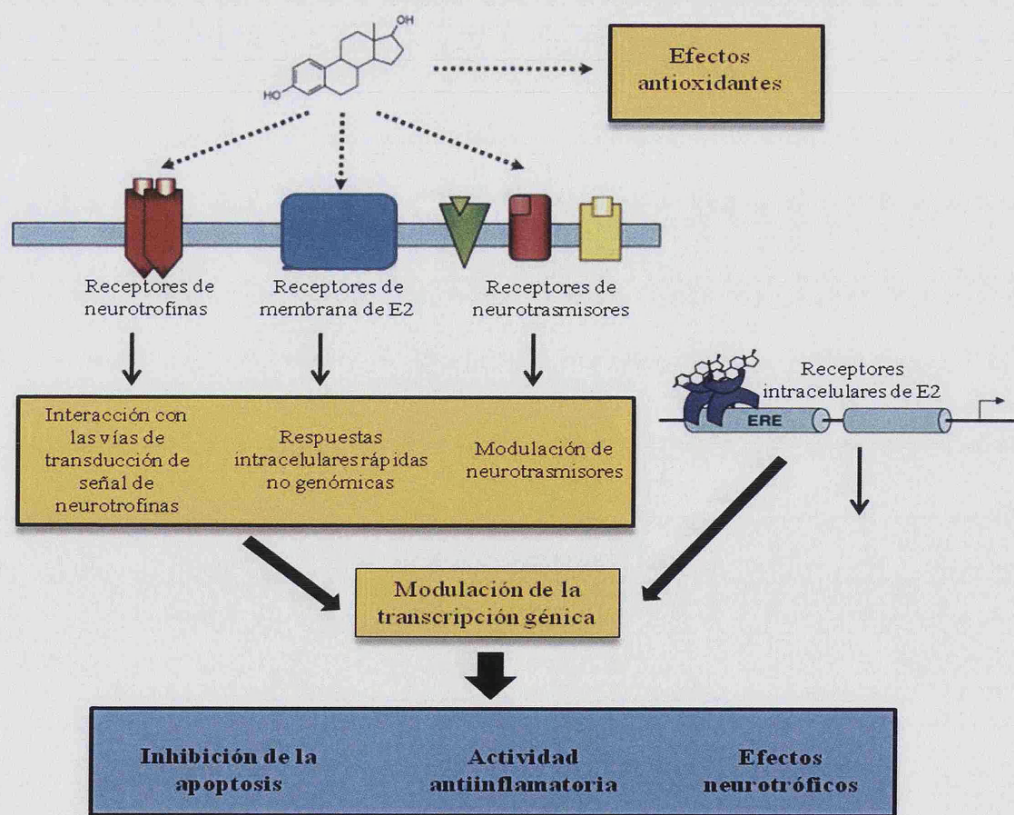 OH
HO
Efectos
antioxidantes
Receptores de
neurotrofinas
Receptores de
membrana de E2
Receptores de
neurotrasmisores
Receptores
intracelulares de E2
ERE
Interacción con
las vías de
transducción de
señal de
neurotrofinas
Respuestas
intracelulares rápidas
no genómicas
Modulación de
neurotrasmisores
Modulación de la
transcripción génica
Inhibición de la
apoptosis
Actividad
antiinflamatoria
Efectos
neurotróficos